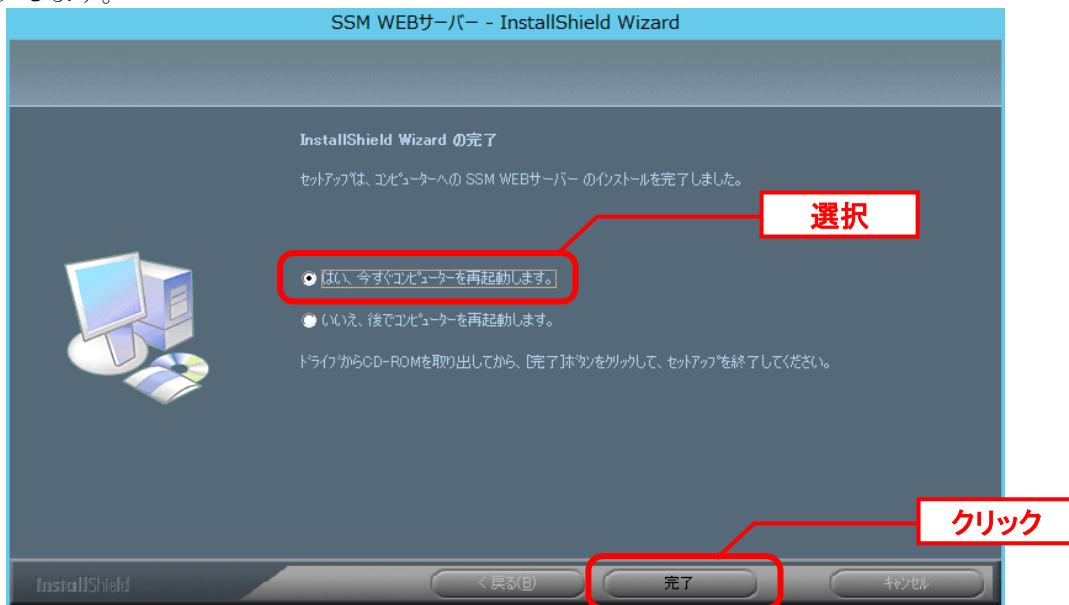 します。
SSM WEBサーバー - InstallShield Wizard
InstallShield Wizard の完了
セットアップは、コンピューターへの SSM WEBサーバー のインストールを完了しました。
選択
はい、今すぐコンピューターを再起動します。
いいえ、後でコンピューターを再起動します。
ドライブからCD-ROMを取り出してから、[完了]ボタンをクリックして、セットアップを終了してください。
クリック
InstallShield
< 戻る(B)
完了
キャンセル